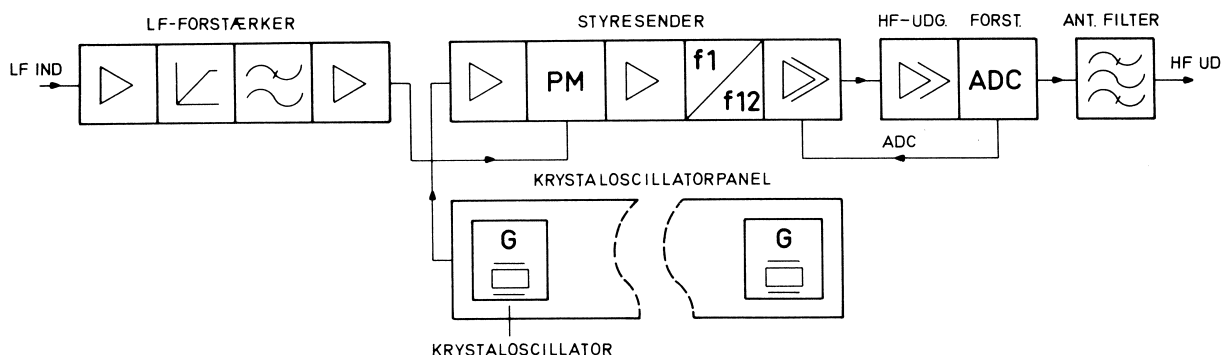 LF-FORSTÆRKER
STYRESENDER
HF-UDG. FORST.
ANT. FILTER
LF IND
PM
f1
f12
ADC
HF UD
ADC
KRYSTALOSCILLATORPANEL
G
G
KRYSTALOSCILLATOR